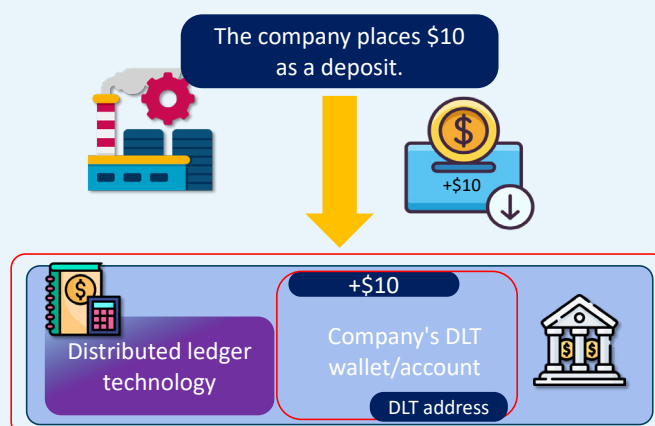 The company places $10
as a deposit.
$
+$10
$
+$10
Distributed ledger
technology
Company's DLT
wallet/account
DLT address
$ $